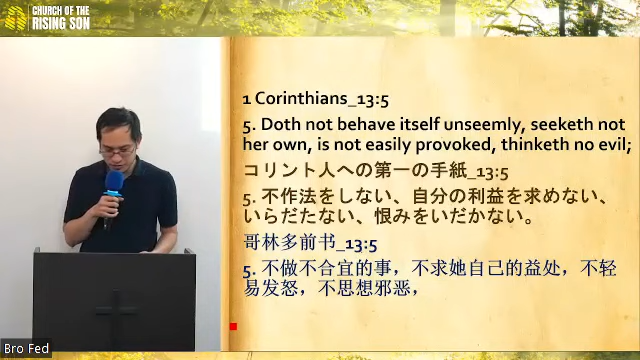 CHURCH OF THE
RISING SON
1 Corinthians_13:5
5. Doth not behave itself unseemly, seeketh not
her own, is not easily provoked, thinketh no evil;
コリント人への第一の手紙_13:5
5. 不作法をしない、自分の利益を求めない、
いらだたない、恨みをいだかない。
哥林多前书_13:5
5. 不做不合宜的事，不求她自己的益处，不轻
易发怒，不思想邪恶，
Bro Fed